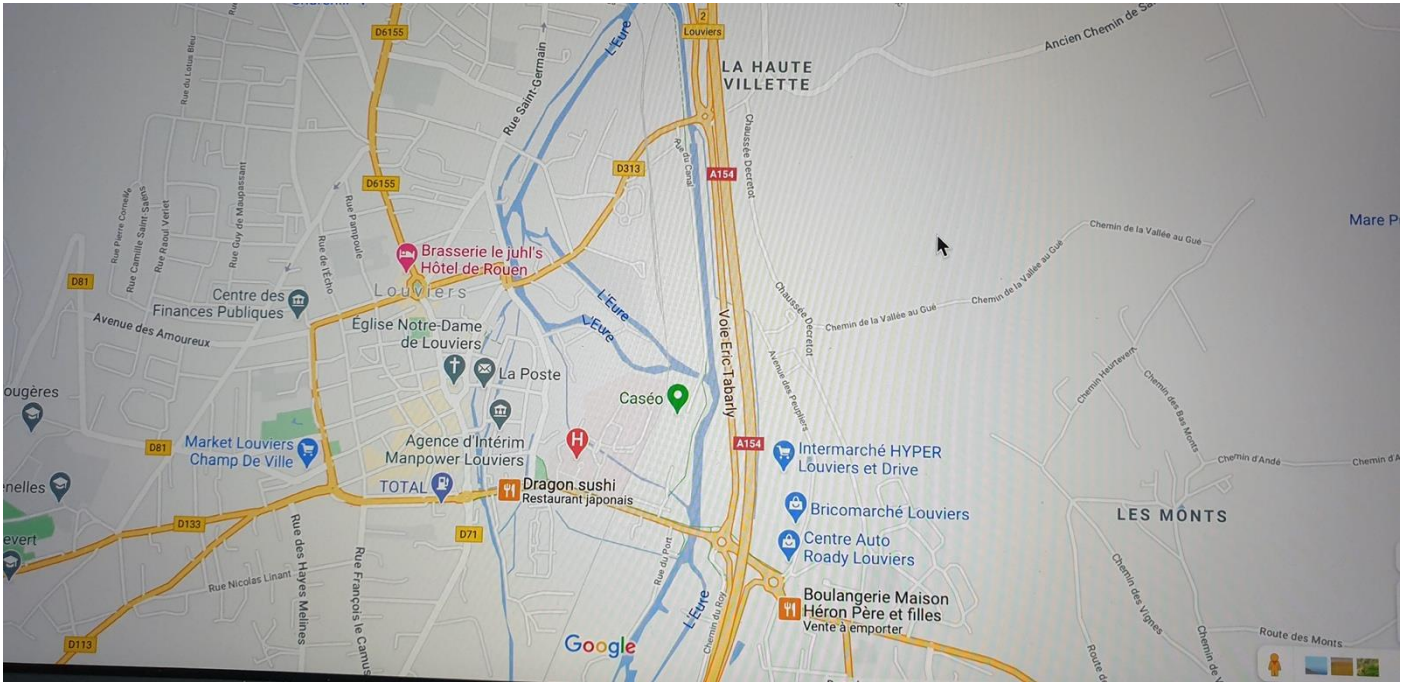 D6155
2
Louviers
L'Eure
Ancien Chemin de Sa
LA HAUTE
VILLETTE
Rue du Lotus Bleu
Rue Saint-Germain
Chaussée Decretot
Rue du Canal
D313
A154
D6155
Rue Pierre Corneille
Rue Camille Saint-Saëns
Rue Raoul Verlet
Rue Guy de Maupassant
Rue Pampoule
Rue de l'Écho
Mare P
Chemin de la Vallée au Gué
Chemin de la Vallée au Gué
Chemin de la Vallée au Gué
Brasserie le juhl's
Hôtel de Rouen
D81
Louviers
Centre des
Finances Publiques
L'Eure
L'Eure
Chaussée Decretot
Avenue des Amoureux
Église Notre-Dame
de Louviers
Voie Eric Tabarly
La Poste
Avenue des Peupliers
Chemin Heurtevent
Chemin des Bas Monts
ougères
Caséo
D81
Market Louviers
Champ De Ville
Agence d'Intérim
Manpower Louviers
H
A154
Intermarché HYPER
Louviers et Drive
Chemin d'Andé
Chemin d'A
enelles
TOTAL
Dragon sushi
Restaurant japonais
Bricomarché Louviers
LES MONTS
D133
evert
D71
Centre Auto
Roady Louviers
Rue des Hayes Melines
Rue François le Camus
Rue Nicolas Linant
Rue du Port
L'Eure
Chemin du Roy
Boulangerie Maison
Héron Père et filles
Vente à emporter
Chemin des Vignes
Chemin de V
Route des Monts
Route d
D113
Google